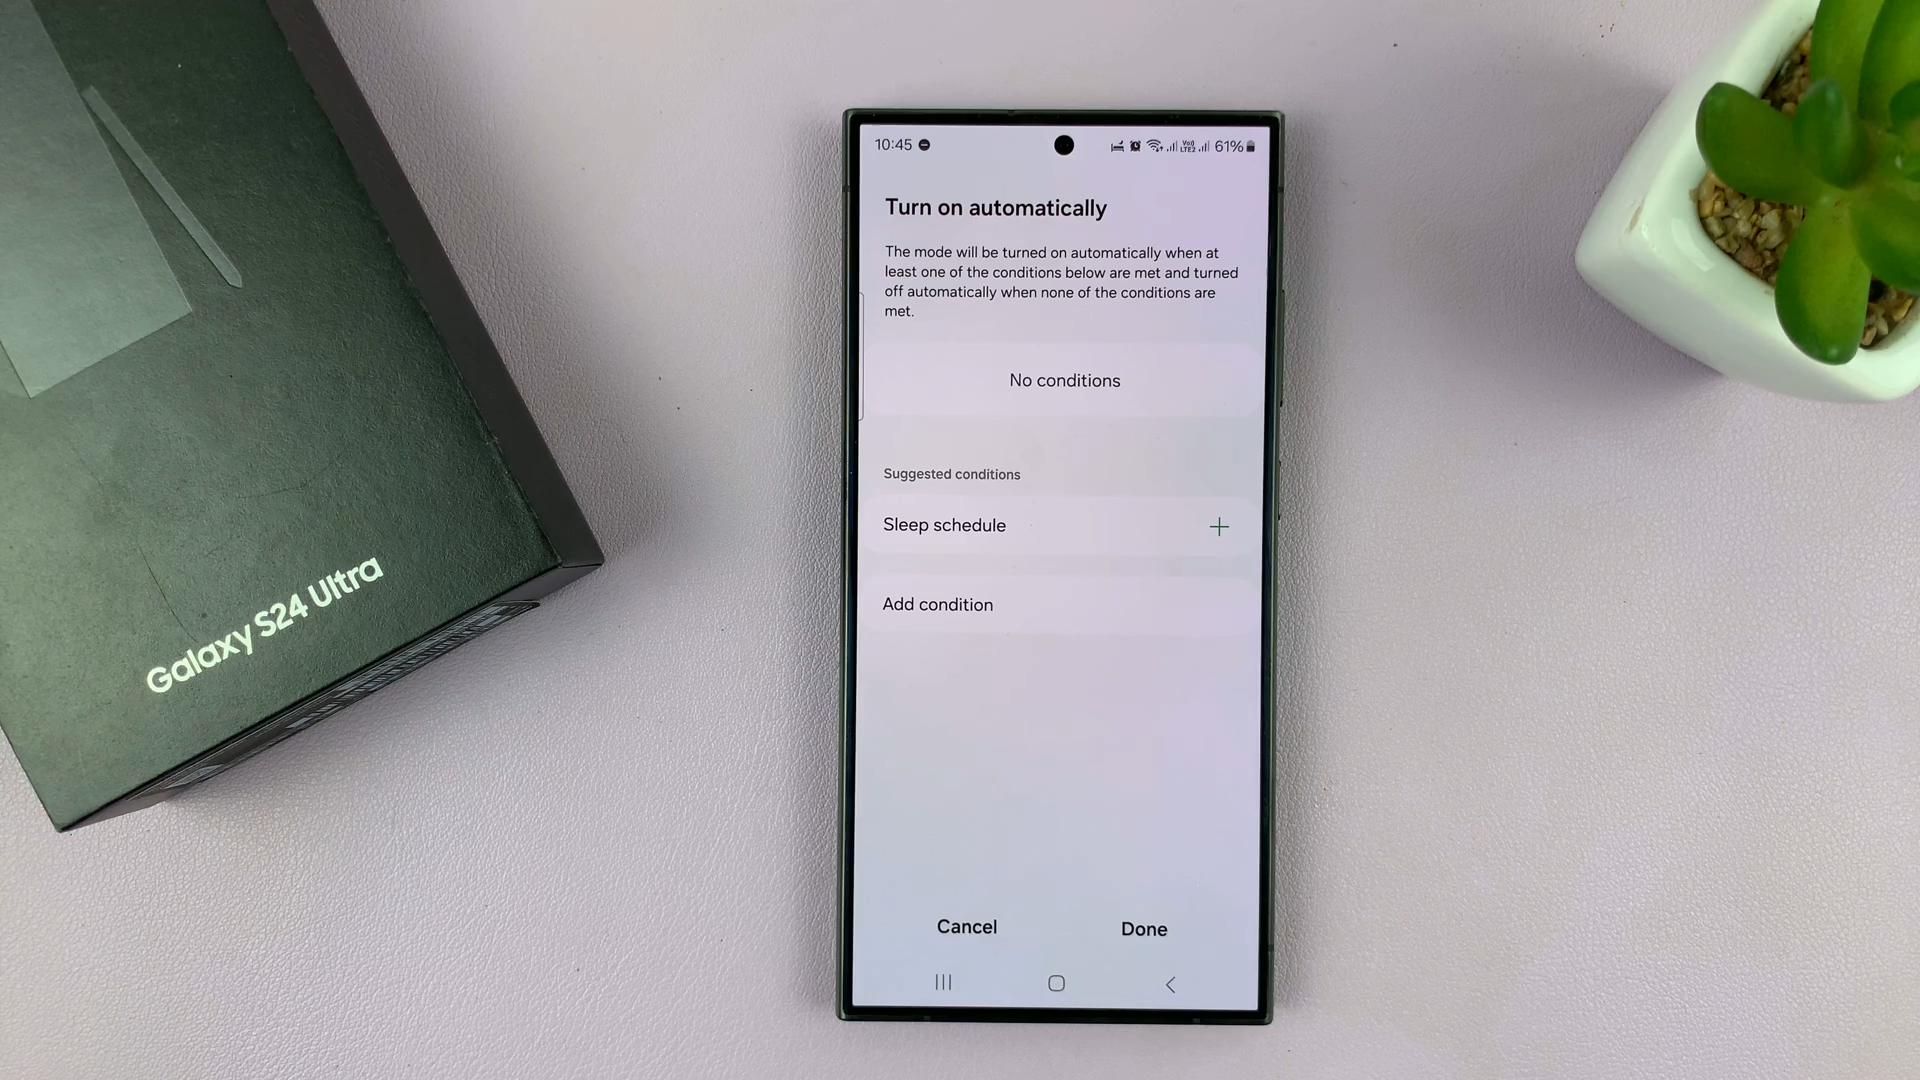 Galaxy S24 Ultra
10:45
61%
Turn on automatically
The mode will be turned on automatically when at
least one of the conditions below are met and turned
off automatically when none of the conditions are
met.
No conditions
Suggested conditions
Sleep schedule
Add condition
Cancel
Done